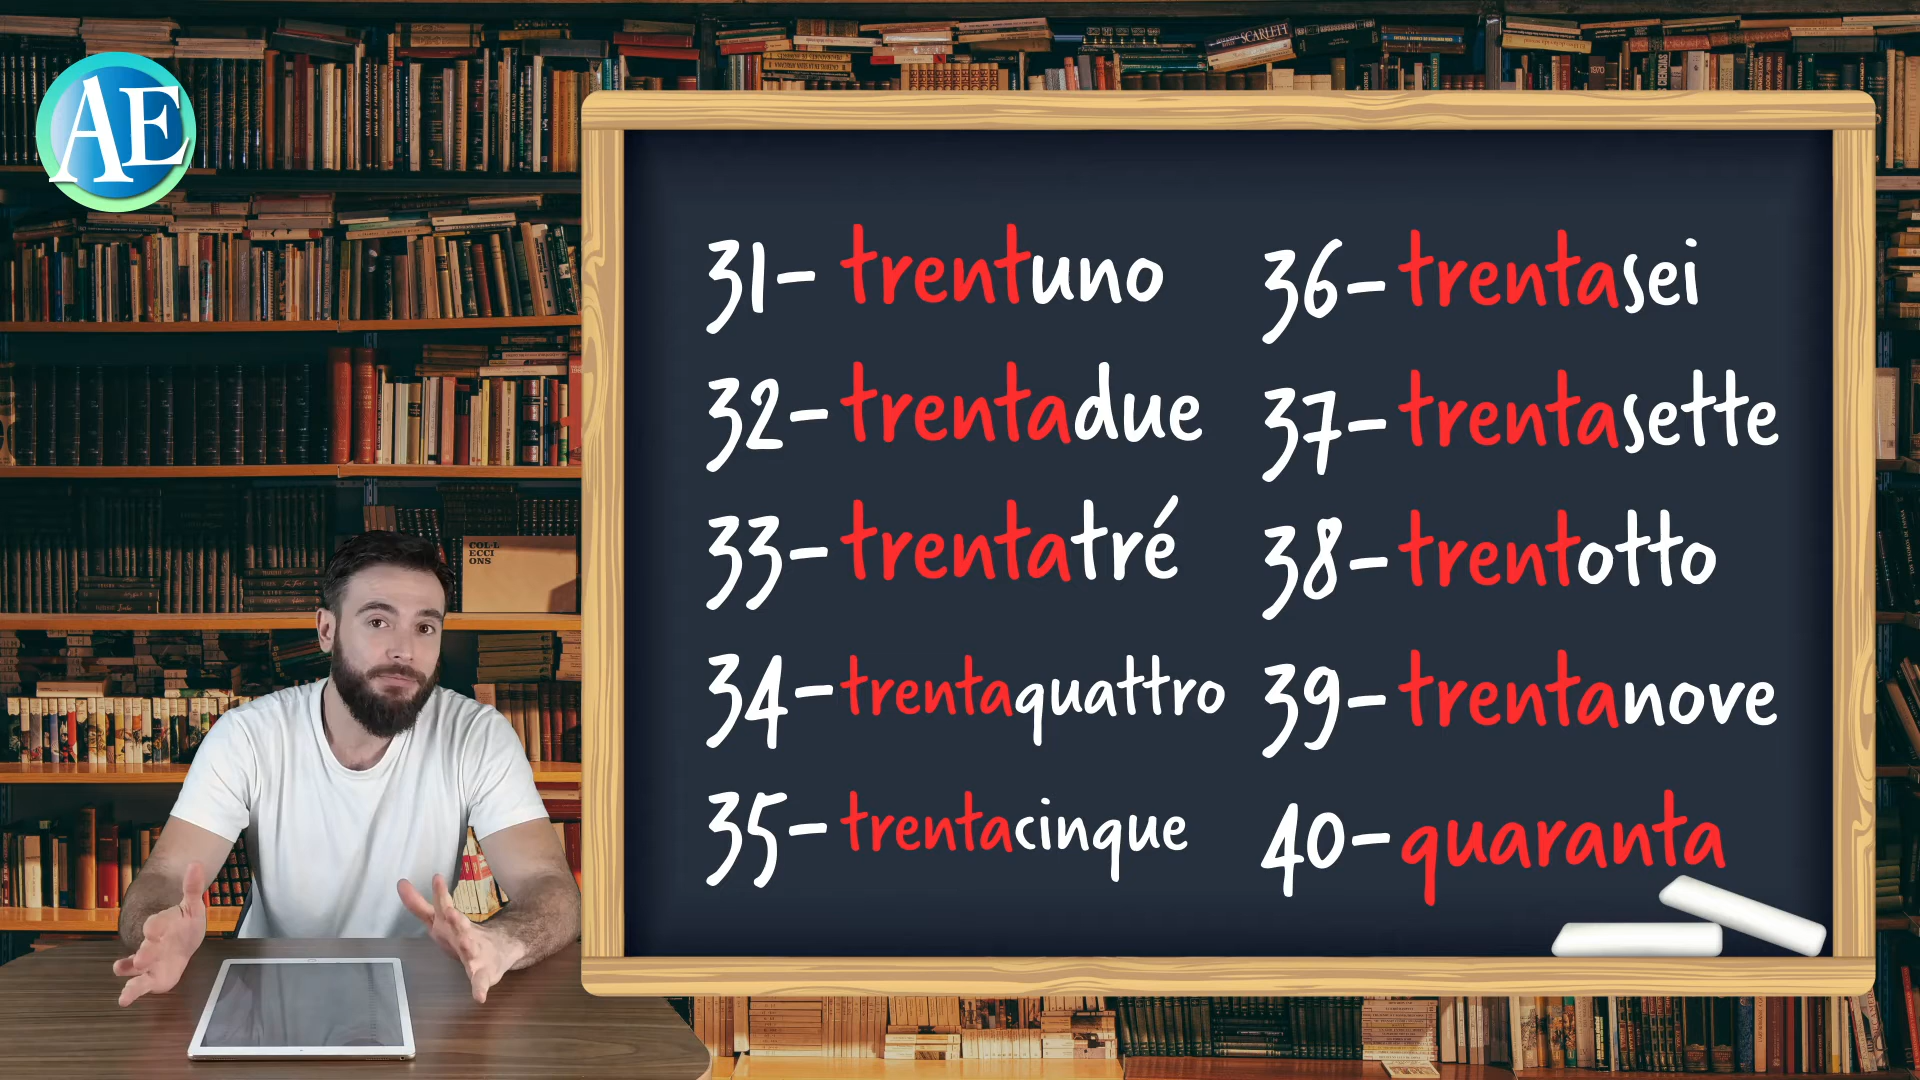 AE
SCARLETT
1970
COL·L
ECCI
ONS
31- trentuno
32- trentadue
33- trentatré
34- trentaquattro
35- trentacinque
36- trentasei
37- trentasette
38- trentotto
39- trentanove
40- quaranta